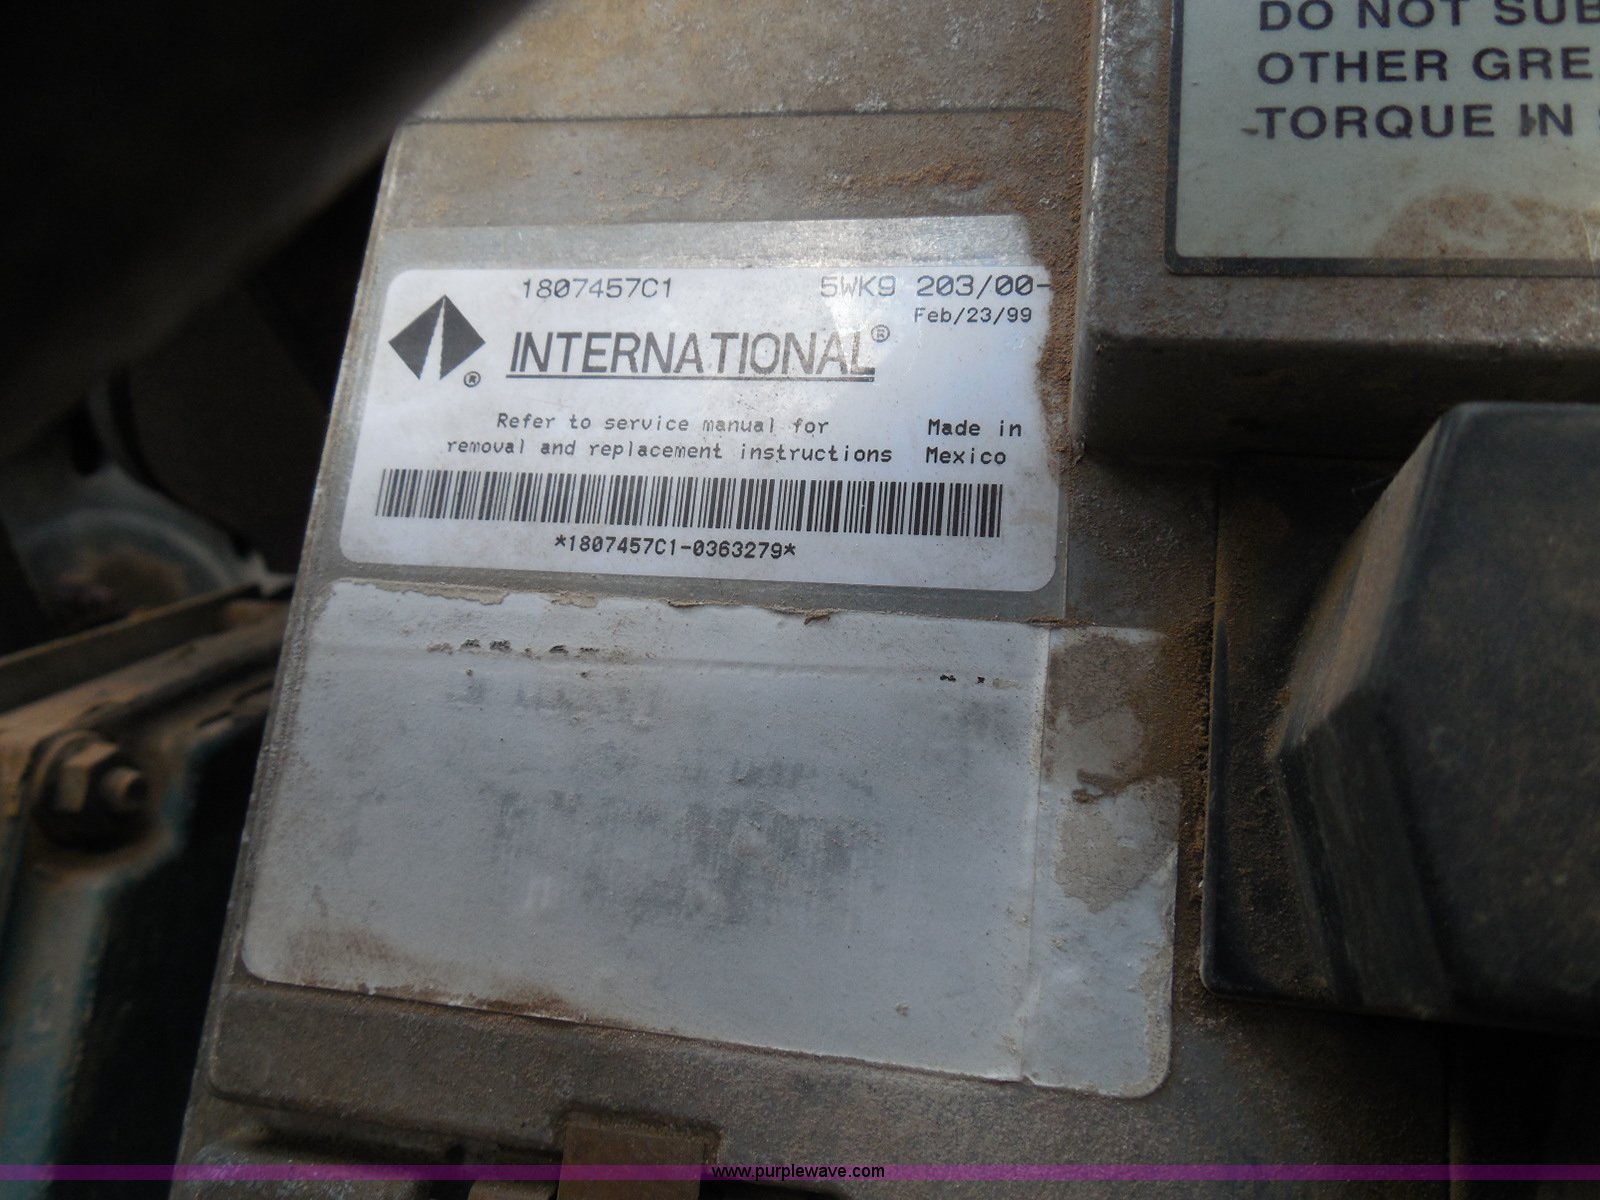 DO NOT SUB
OTHER GRE
TORQUE IN
1807457C1 5WK9 203/00-
Feb/23/99
INTERNATIONAL®
®
Refer to service manual for
removal and replacement instructions
Made in
Mexico
*1807457C1-0363279*
www.purplewave.com